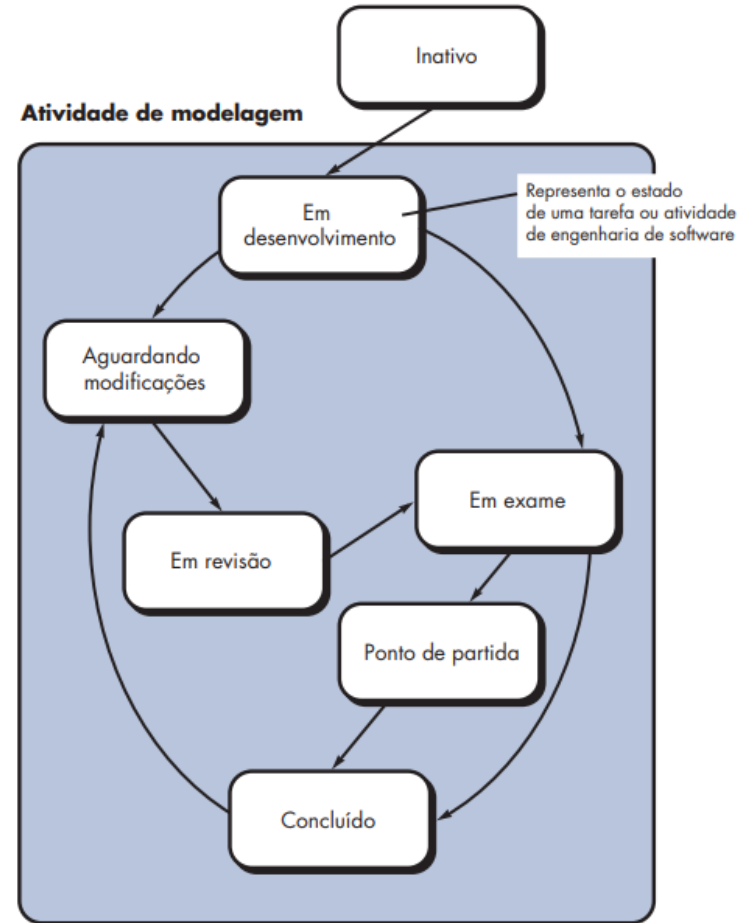 Inativo
Atividade de modelagem
Em
desenvolvimento
Representa o estado
de uma tarefa ou atividade
de engenharia de software
Aguardando
modificações
Em exame
Em revisão
Ponto de partida
Concluído